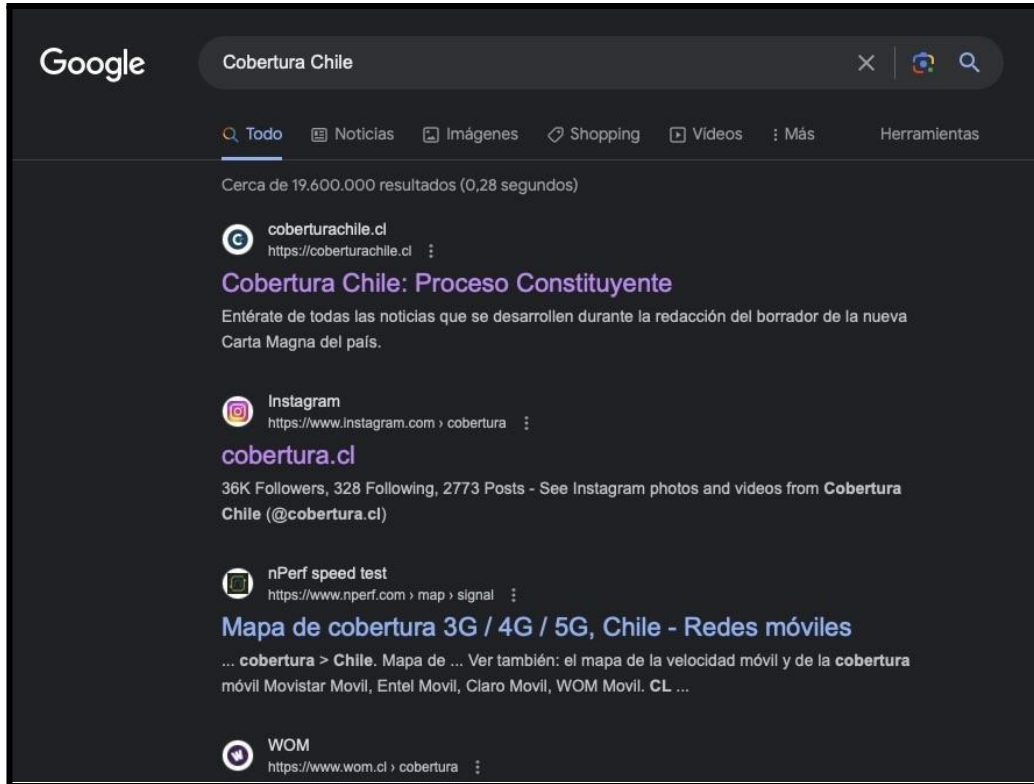 Google
Cobertura Chile
Todo Noticias Imágenes Shopping Vídeos Más Herramientas
Cerca de 19.600.000 resultados (0,28 segundos)
coberturachile.cl
https://coberturachile.cl
Cobertura Chile: Proceso Constituyente
Entérate de todas las noticias que se desarrollen durante la redacción del borrador de la nueva
Carta Magna del país.
Instagram
https://www.instagram.com › cobertura
cobertura.cl
36K Followers, 328 Following, 2773 Posts - See Instagram photos and videos from Cobertura
Chile (@cobertura.cl)
nPerf speed test
https://www.nperf.com › map › signal
Mapa de cobertura 3G / 4G / 5G, Chile - Redes móviles
... cobertura > Chile. Mapa de ... Ver también: el mapa de la velocidad móvil y de la cobertura
móvil Movistar Movil, Entel Movil, Claro Movil, WOM Movil. CL ...
WOM
https://www.wom.cl › cobertura